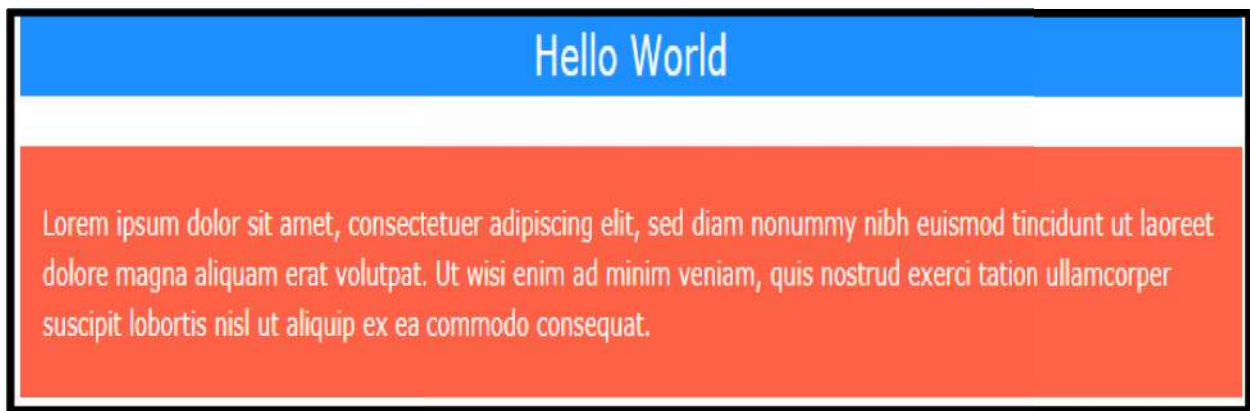 Hello World
Lorem ipsum dolor sit amet, consectetuer adipiscing elit, sed diam nonummy nibh euismod tincidunt ut laoreet
dolore magna aliquam erat volutpat. Ut wisi enim ad minim veniam, quis nostrud exerci tation ullamcorper
suscipit lobortis nisl ut aliquip ex ea commodo consequat.